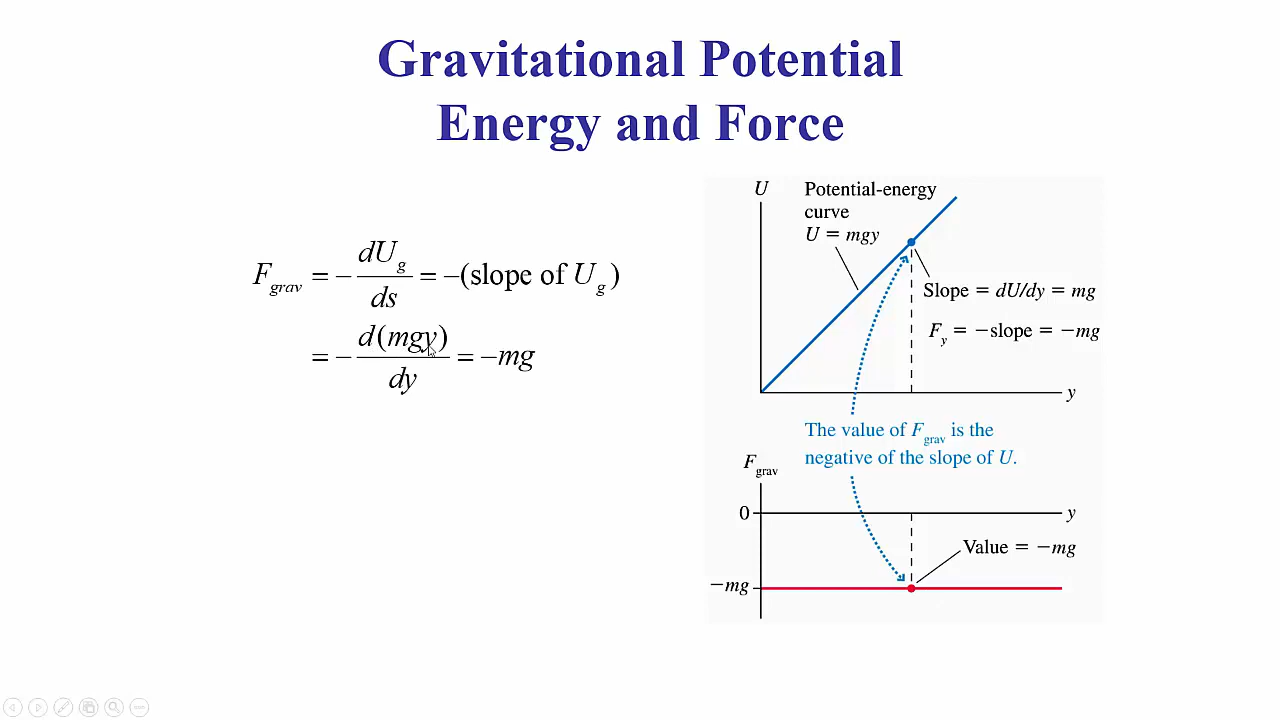 Gravitational Potential
Energy and Force
F_grav = −dU_g/ds = −(slope of U_g)
= −d(mgy)/dy = −mg
U
Potential-energy
curve
U = mgy
Slope = dU/dy = mg
F_y = −slope = −mg
y
The value of F_grav is the
negative of the slope of U.
F_grav
0
y
Value = −mg
−mg